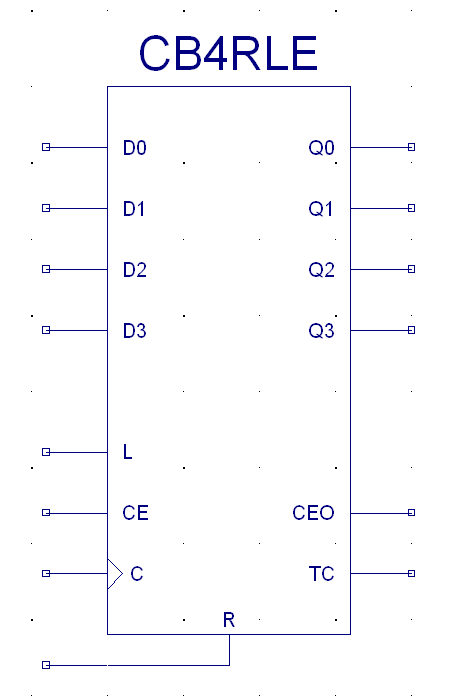 CB4RLE
D0 Q0
D1 Q1
D2 Q2
D3 Q3
L
CE CEO
C TC
R